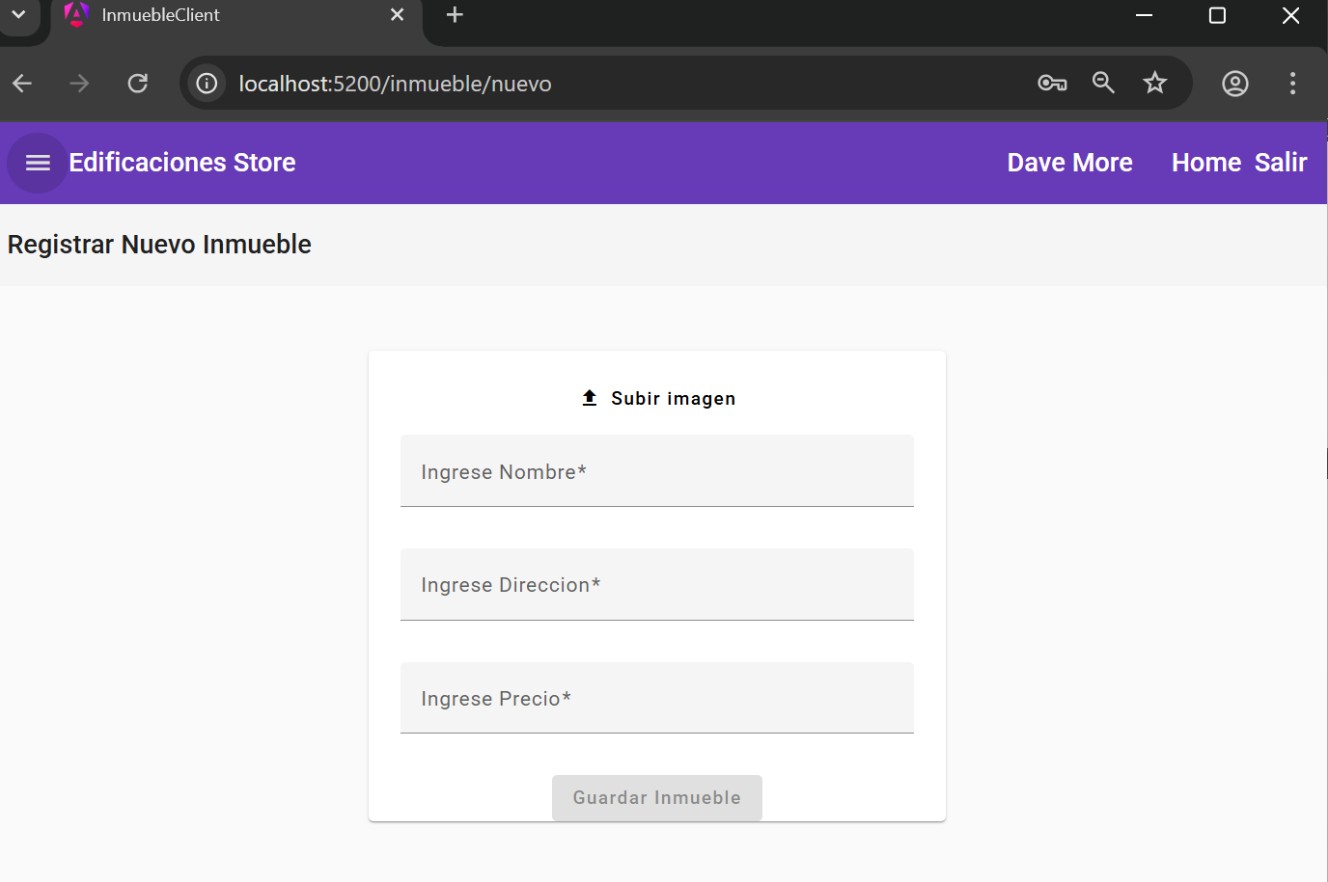 InmuebleClient
localhost:5200/inmueble/nuevo
Edificaciones Store Dave More Home Salir
Registrar Nuevo Inmueble
Subir imagen
Ingrese Nombre*
Ingrese Direccion*
Ingrese Precio*
Guardar Inmueble